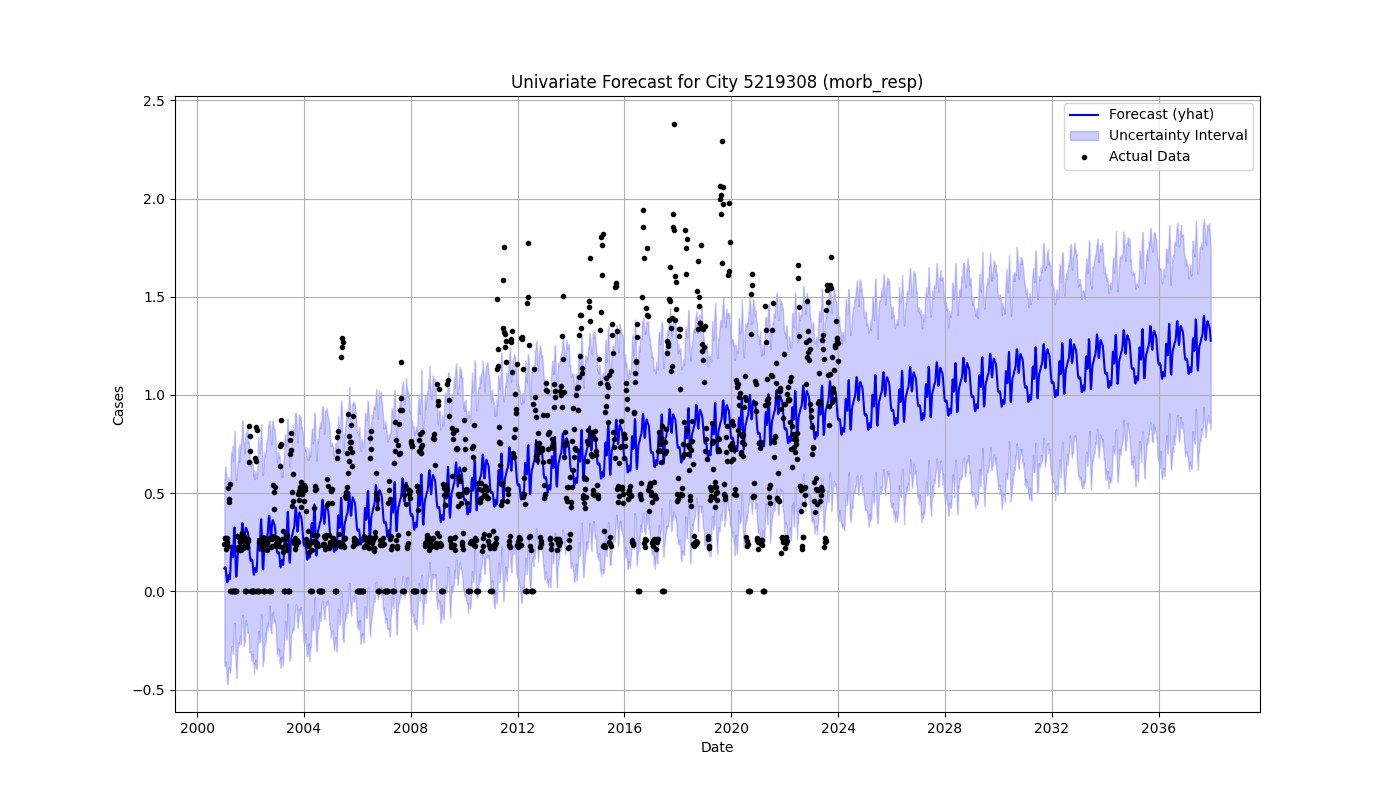 Univariate Forecast for City 5219308 (morb_resp)
Forecast (yhat)
Uncertainty Interval
Actual Data
Cases
2.5
2.0
1.5
1.0
0.5
0.0
−0.5
2000 2004 2008 2012 2016 2020 2024 2028 2032 2036
Date